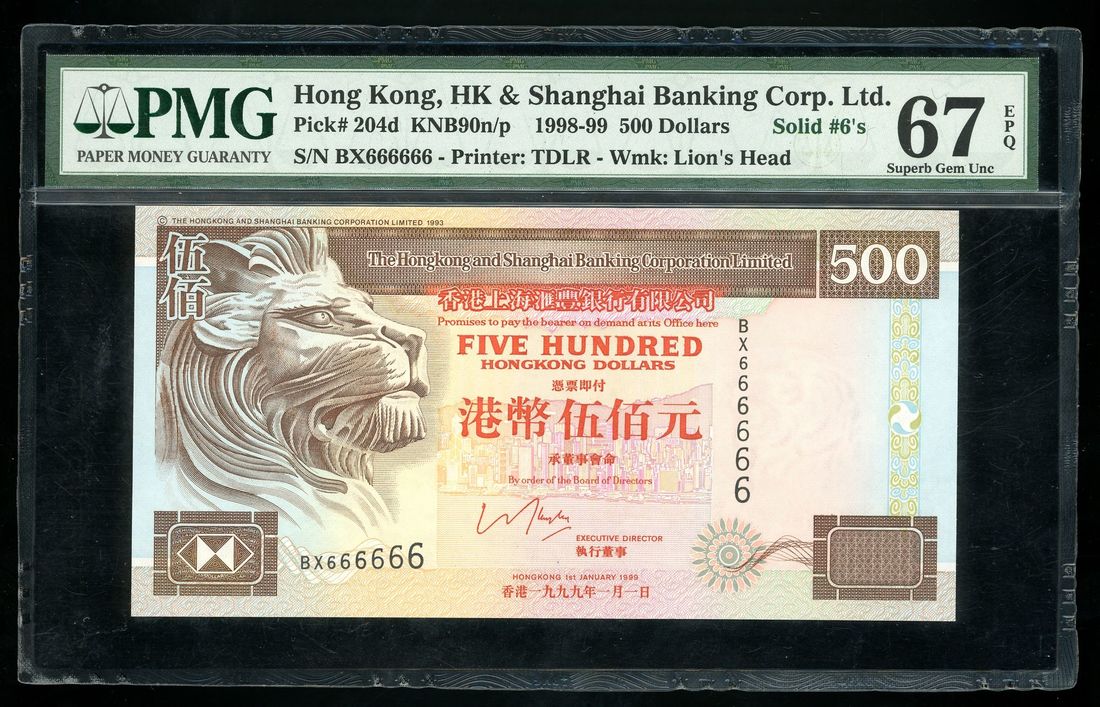 PMG
PAPER MONEY GUARANTY
Hong Kong, HK & Shanghai Banking Corp. Ltd.
Pick# 204d KNB90n/p 1998-99 500 Dollars Solid #6's
S/N BX666666 - Printer: TDLR - Wmk: Lion's Head
67
EPQ
Superb Gem Unc
© THE HONGKONG AND SHANGHAI BANKING CORPORATION LIMITED 1993
伍佰
The Hongkong and Shanghai Banking Corporation Limited
500
香港上海滙豐銀行有限公司
Promises to pay the bearer on demand at its Office here
FIVE HUNDRED
HONGKONG DOLLARS
憑票即付
港幣伍佰元
承董事會命
By order of the Board of Directors
BX666666
EXECUTIVE DIRECTOR
執行董事
BX666666
HONGKONG 1st JANUARY 1999
香港一九九九年一月一日